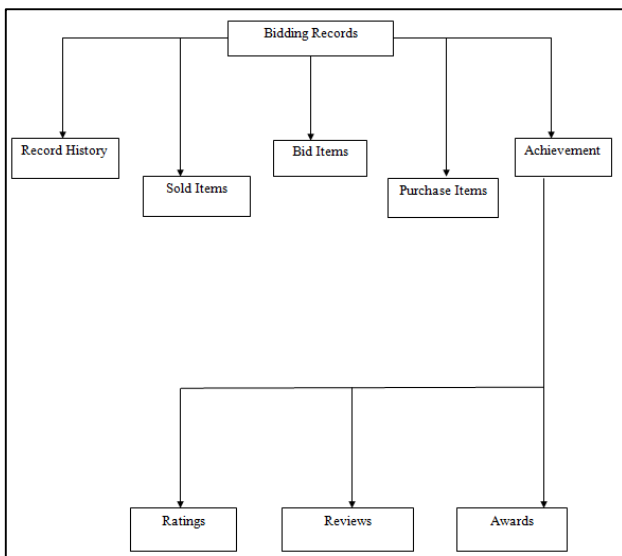 Bidding Records
Record History
Bid Items
Achievement
Sold Items
Purchase Items
Ratings
Reviews
Awards